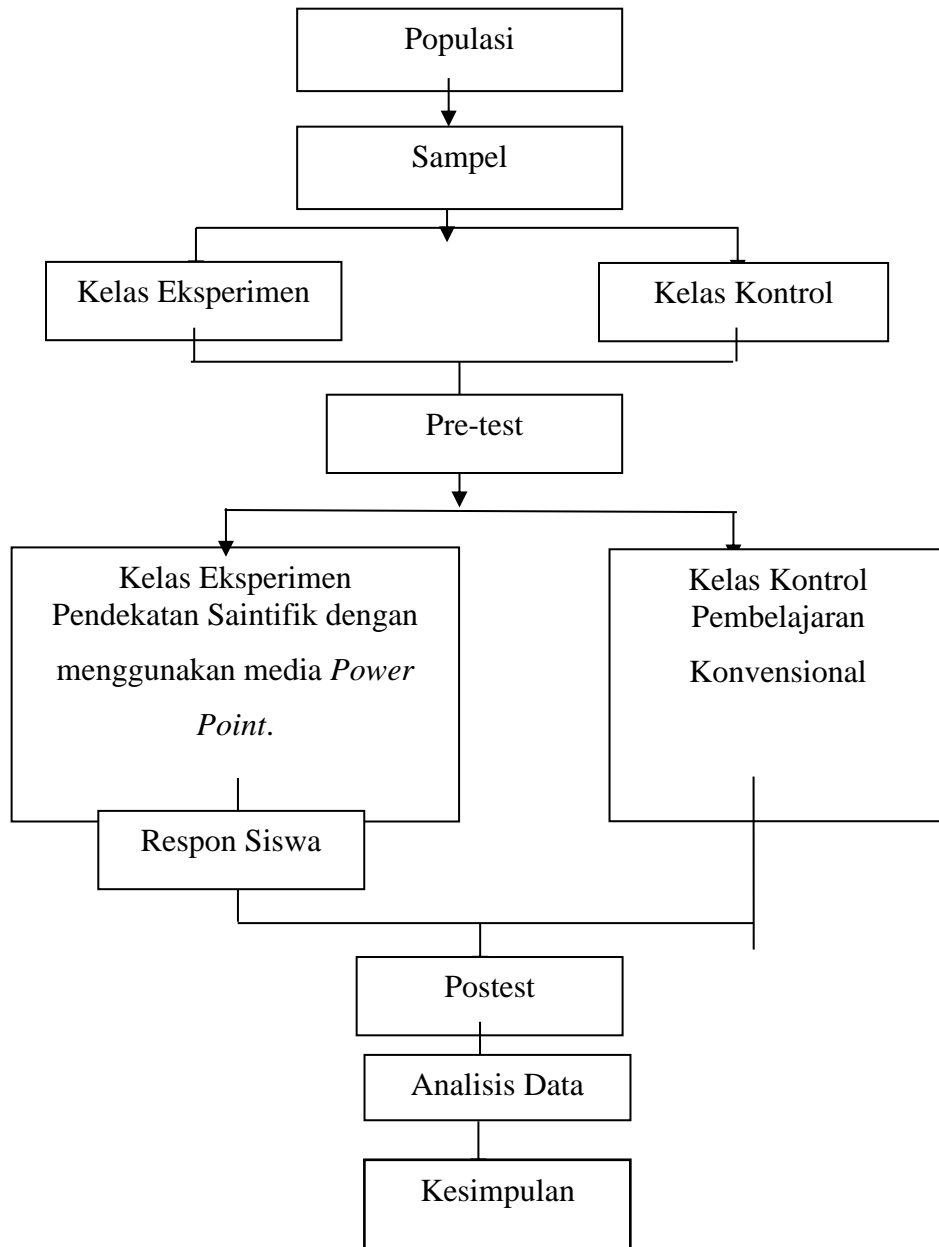 Populasi
Sampel
Kelas Eksperimen
Kelas Kontrol
Pre-test
Kelas Eksperimen
Pendekatan Saintifik dengan
menggunakan media Power
Point.
Kelas Kontrol
Pembelajaran
Konvensional
Respon Siswa
Postest
Analisis Data
Kesimpulan